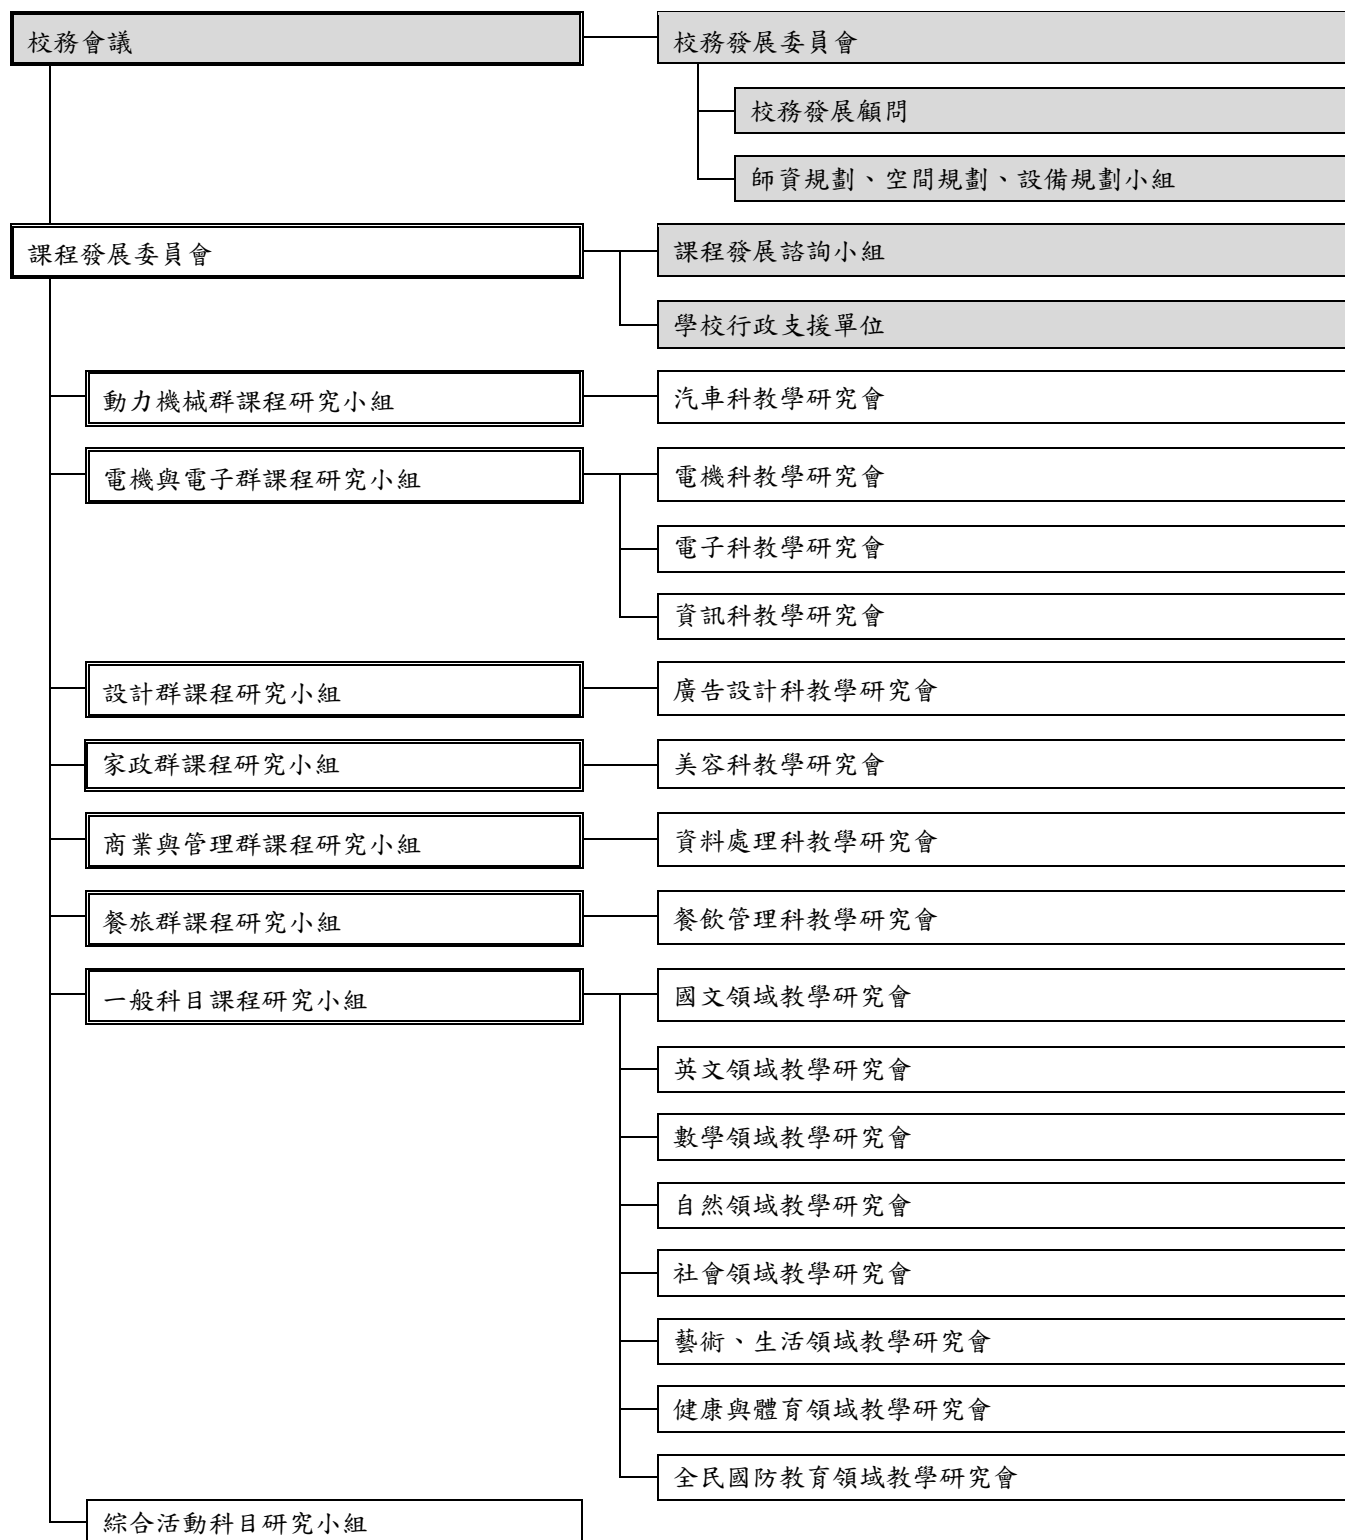 校務會議
校務發展委員會
校務發展顧問
師資規劃、空間規劃、設備規劃小組
課程發展委員會
課程發展諮詢小組
學校行政支援單位
動力機械群課程研究小組
汽車科教學研究會
電機與電子群課程研究小組
電機科教學研究會
電子科教學研究會
資訊科教學研究會
設計群課程研究小組
廣告設計科教學研究會
家政群課程研究小組
美容科教學研究會
商業與管理群課程研究小組
資料處理科教學研究會
餐旅群課程研究小組
餐飲管理科教學研究會
一般科目課程研究小組
國文領域教學研究會
英文領域教學研究會
數學領域教學研究會
自然領域教學研究會
社會領域教學研究會
藝術、生活領域教學研究會
健康與體育領域教學研究會
全民國防教育領域教學研究會
綜合活動科目研究小組